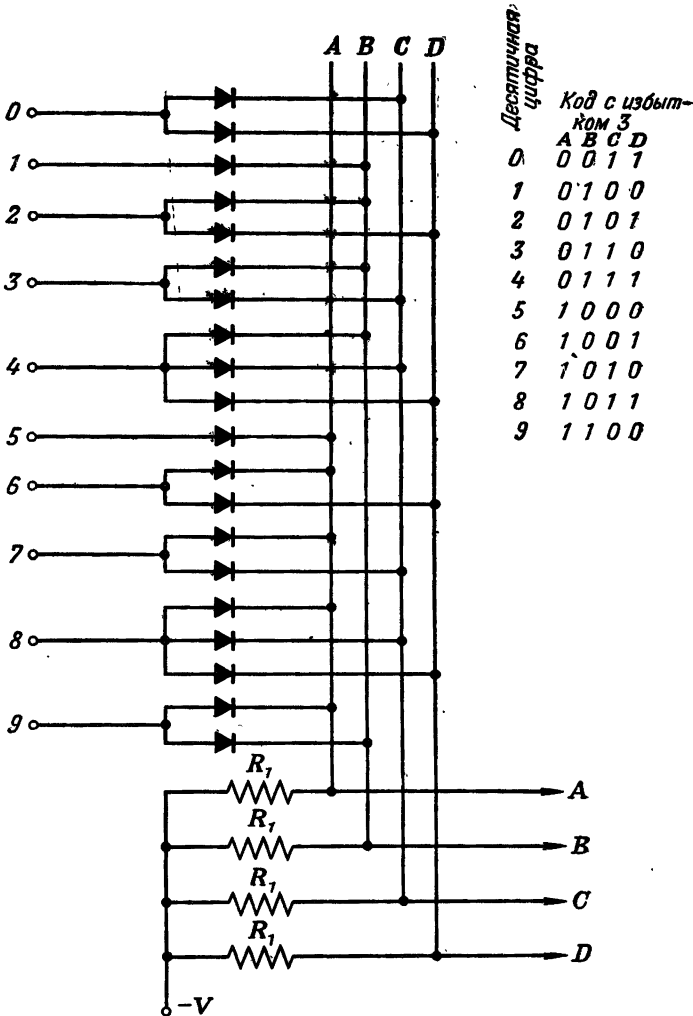 A B C D
0
1
2
3
4
5
6
7
8
9
R₁
A
R₁
B
R₁
C
R₁
D
-V
Десятичная
цифра
Код с избыт-
ком 3
A B C D
0 0 0 1 1
1 0 1 0 0
2 0 1 0 1
3 0 1 1 0
4 0 1 1 1
5 1 0 0 0
6 1 0 0 1
7 1 0 1 0
8 1 0 1 1
9 1 1 0 0